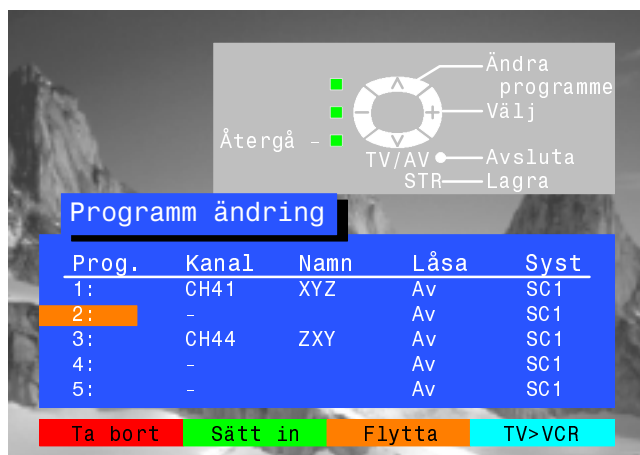 Ändra
programme
Välj
Återgå –
TV/AV Avsluta
STR Lagra
Programm ändring
Prog. Kanal Namn Låsa Syst
1: CH41 XYZ Av SC1
2: – Av SC1
3: CH44 ZXY Av SC1
4: – Av SC1
5: – Av SC1
Ta bort Sätt in Flytta TV>VCR